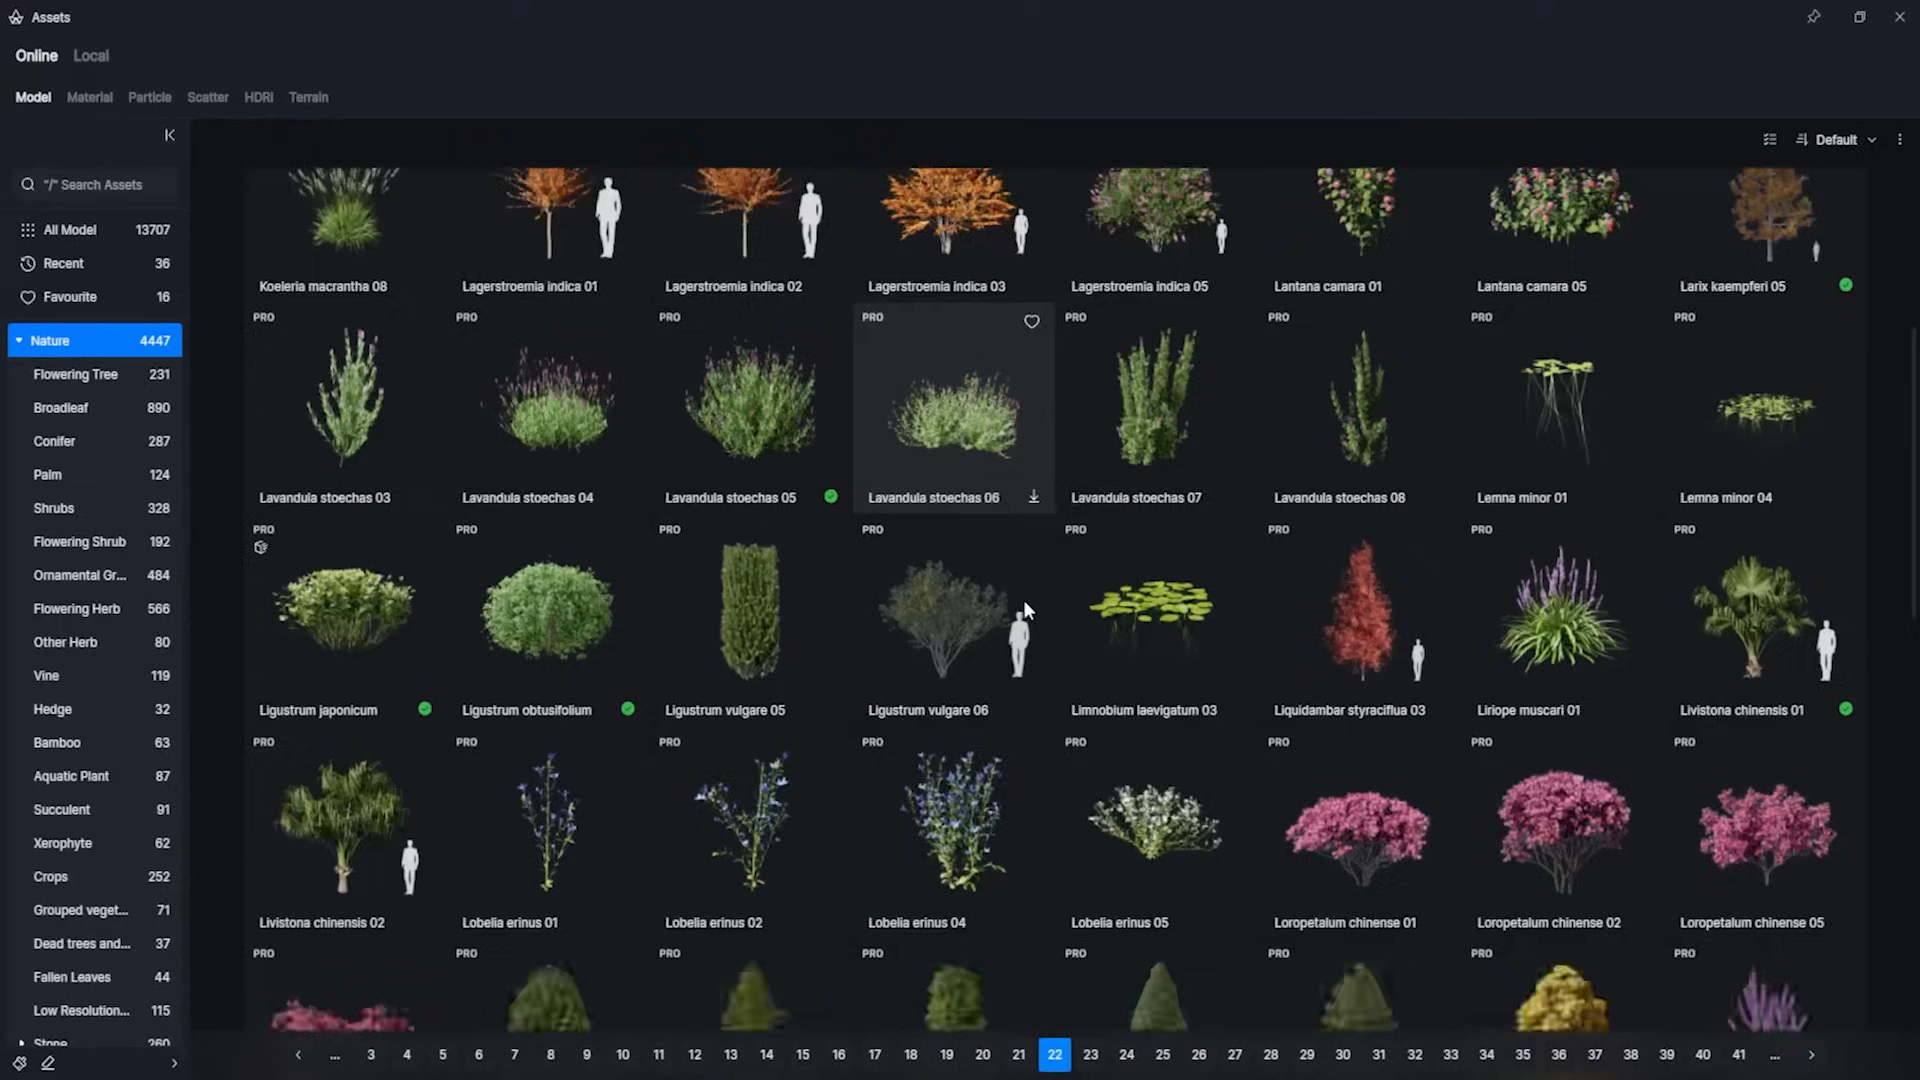 Assets
Online Local
Model Material Particle Scatter HDRI Terrain
"/" Search Assets
Default
All Model 13707
Recent 36
Favourite 16
Nature 4447
Flowering Tree 231
Broadleaf 890
Conifer 287
Palm 124
Shrubs 328
Flowering Shrub 192
Ornamental Gr... 484
Flowering Herb 566
Other Herb 80
Vine 119
Hedge 32
Bamboo 63
Aquatic Plant 87
Succulent 91
Xerophyte 62
Crops 252
Grouped veget... 71
Dead trees and... 37
Fallen Leaves 44
Low Resolution... 115
Stone 260
Koeleria macrantha 08 Lagerstroemia indica 01 Lagerstroemia indica 02 Lagerstroemia indica 03 Lagerstroemia indica 05 Lantana camara 01 Lantana camara 05 Larix kaempferi 05
PRO PRO PRO PRO PRO PRO PRO PRO
Lavandula stoechas 03 Lavandula stoechas 04 Lavandula stoechas 05 Lavandula stoechas 06 Lavandula stoechas 07 Lavandula stoechas 08 Lemna minor 01 Lemna minor 04
PRO PRO PRO PRO PRO PRO PRO PRO
Ligustrum japonicum Ligustrum obtusifolium Ligustrum vulgare 05 Ligustrum vulgare 06 Limnobium laevigatum 03 Liquidambar styraciflua 03 Liriope muscari 01 Livistona chinensis 01
PRO PRO PRO PRO PRO PRO PRO PRO
Livistona chinensis 02 Lobelia erinus 01 Lobelia erinus 02 Lobelia erinus 04 Lobelia erinus 05 Loropetalum chinense 01 Loropetalum chinense 02 Loropetalum chinense 05
PRO PRO PRO PRO PRO PRO PRO PRO
... 3 4 5 6 7 8 9 10 11 12 13 14 15 16 17 18 19 20 21 22 23 24 25 26 27 28 29 30 31 32 33 34 35 36 37 38 39 40 41 ...